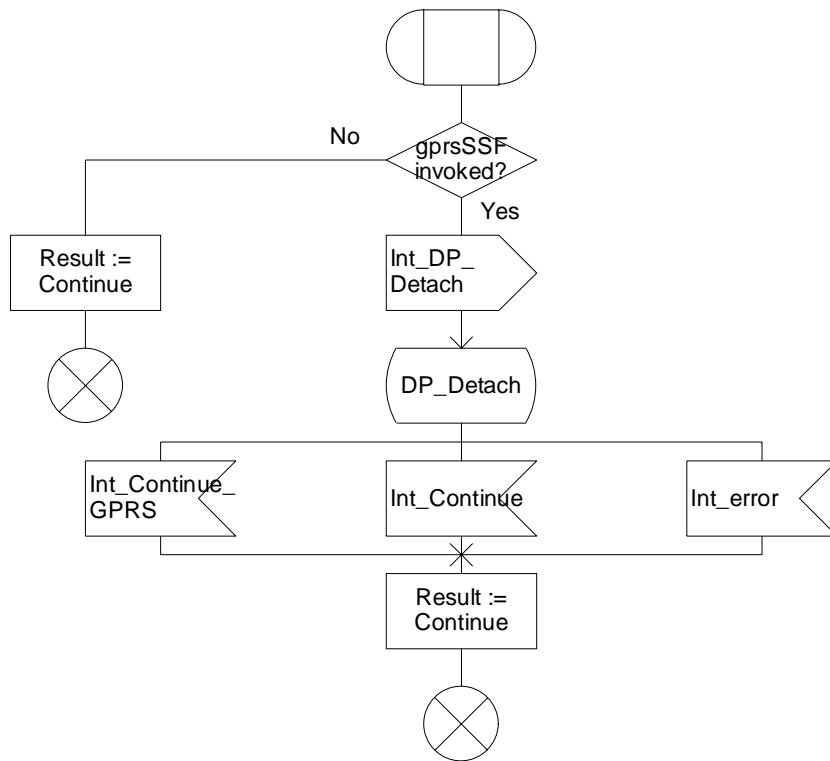 No
gprsSSF
invoked?
Yes
Result :=
Continue
Int_DP_
Detach
DP_Detach
Int_Continue_
GPRS
Int_Continue
Int_error
Result :=
Continue